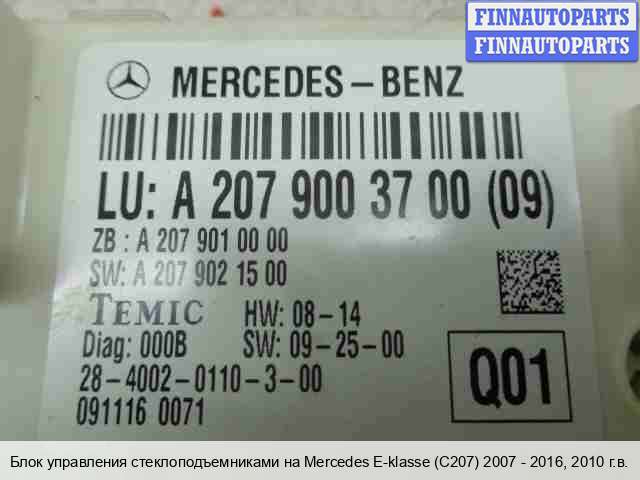 FINNAUTOPARTS
FINNAUTOPARTS
MERCEDES-BENZ
LU: A 207 900 37 00 (09)
ZB : A 207 901 00 00
SW: A 207 902 15 00
TEMIC HW: 08-14
Diag: 000B SW: 09-25-00
28-4002-0110-3-00
091116 0071
Q01
Блок управления стеклоподъемниками на Mercedes E-klasse (C207) 2007 - 2016, 2010 г.в.